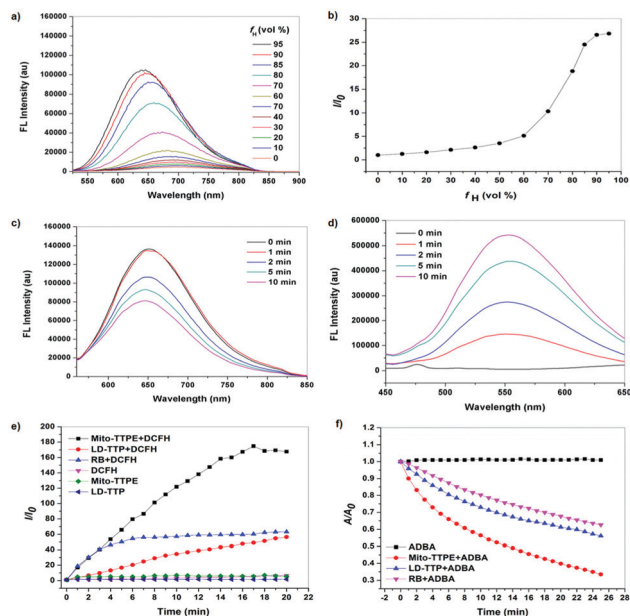 a)
f_H (vol %)
95
90
85
80
70
60
70
40
30
20
10
0
120000
100000
80000
60000
40000
20000
0
FL Intensity (au)
550 600 650 700 750 800 850 900
Wavelength (nm)
b)
30
25
20
15
10
5
0
I/I0
0 10 20 30 40 50 60 70 80 90 100
f H (vol %)
c)
0 min
1 min
2 min
5 min
10 min
160000
140000
120000
100000
80000
60000
40000
20000
0
FL Intensity (au)
600 650 700 750 800 850
Wavelength (nm)
d)
0 min
1 min
2 min
5 min
10 min
600000
500000
400000
300000
200000
100000
0
FL Intensity (au)
450 500 550 600 650
Wavelength (nm)
e)
Mito-TTPE+DCFH
LD-TTP+DCFH
RB+DCFH
DCFH
Mito-TTPE
LD-TTP
200
180
160
140
120
100
80
60
40
20
0
I/I0
0 2 4 6 8 10 12 14 16 18 20 22
Time (min)
f)
1.2
1.1
1.0
0.9
0.8
0.7
0.6
0.5
0.4
0.3
A/A0
ADBA
Mito-TTPE+ADBA
LD-TTP+ADBA
RB+ADBA
-2 0 2 4 6 8 10 12 14 16 18 20 22 24 26 28
Time (min)